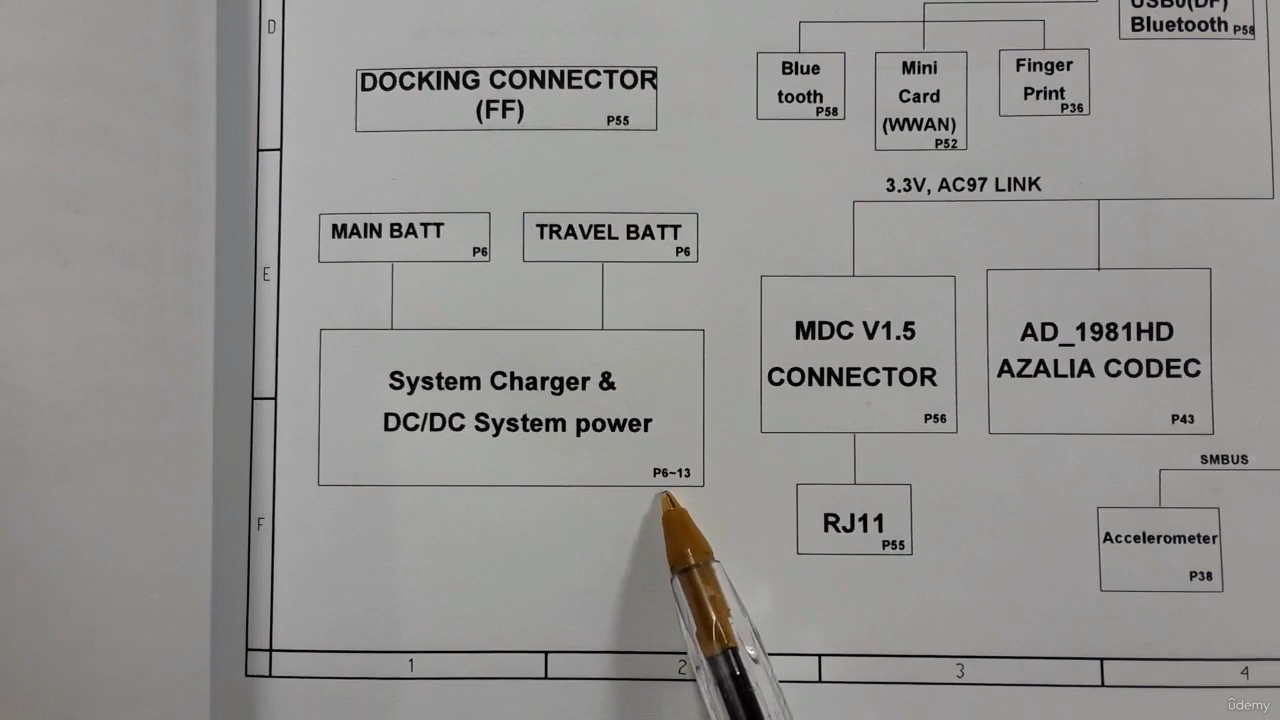 D
USB0(DF)
Bluetooth P58
DOCKING CONNECTOR
(FF)
P55
Blue
tooth
P58
Mini
Card
(WWAN)
P52
Finger
Print
P36
3.3V, AC97 LINK
MAIN BATT
P6
TRAVEL BATT
P6
E
System Charger &
DC/DC System power
P6~13
MDC V1.5
CONNECTOR
P56
AD_1981HD
AZALIA CODEC
P43
SMBUS
F
RJ11
P55
Accelerometer
P38
1
2
3
4
ûdemy